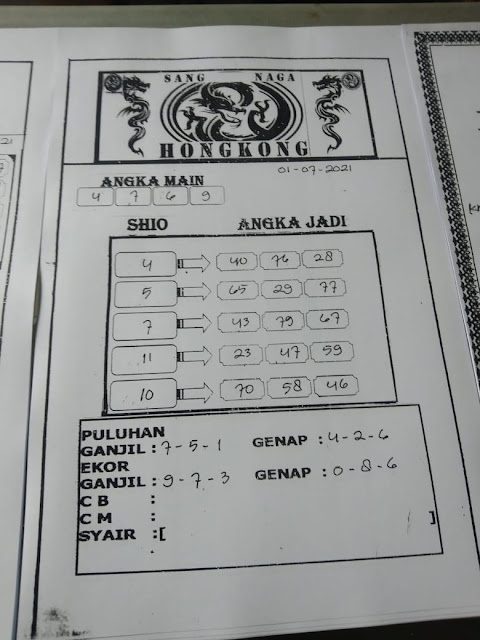 SANG NAGA
HONGKONG
01-07-2021
ANGKA MAIN
4 7 6 9
SHIO ANGKA JADI
4 40 76 28
5 65 29 77
7 43 79 67
11 23 47 59
10 70 58 46
PULUHAN
GANJIL : 7-5-1 GENAP : 4-2-6
EKOR
GANJIL : 9-7-3 GENAP : 0-8-6
C B :
C M :
SYAIR :[ ]